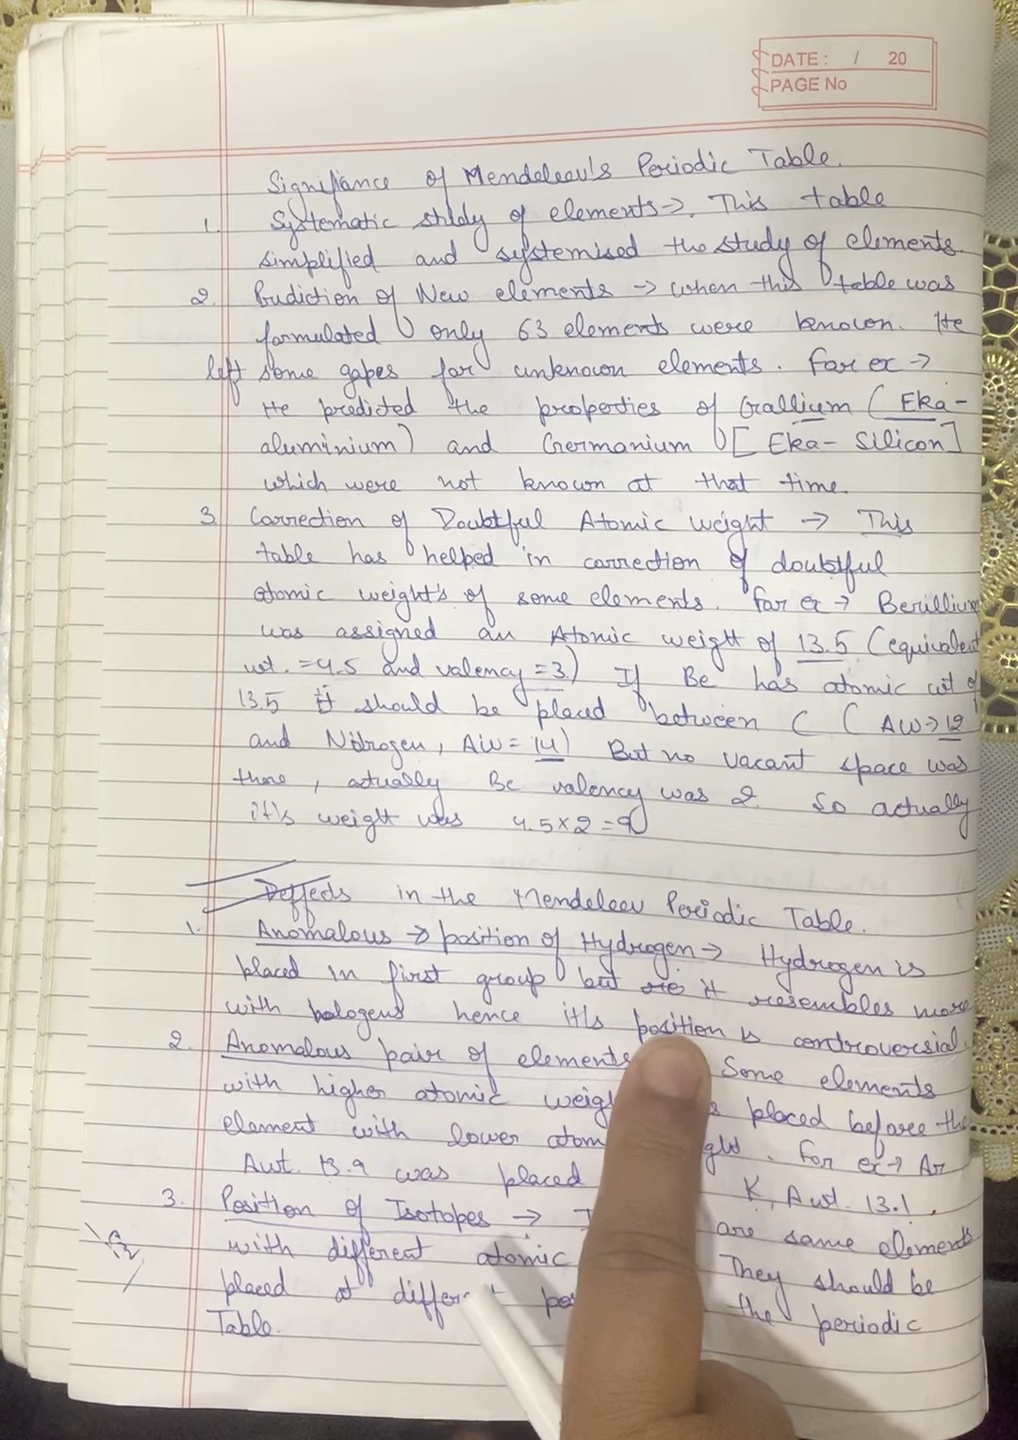 DATE : / 20
PAGE No
Signifiance of Mendeleev's Periodic Table.
1. Systematic study of elements →. This table
simplified and systemised the study of elements.
2. Prediction of New elements → when this table was
formulated only 63 elements were known. He
left some gapes for unknown elements. For ex →
He predicted the properties of Gallium (Eka-
aluminium) and Germanium [Eka- Silicon]
which were not known at that time.
3. Correction of Doubtful Atomic weight → This
table has helped in correction of doubtful
atomic weight's of some elements. For ex → Berillium
was assigned an Atomic weight of 13.5 (equivalent
wt. =4.5 and valency =3.) If Be has atomic wt of
13.5 it should be placed between C ( AW→ 12
and Nitrogen, AW= 14) But no vacant space was
there, actually Be valency was 2. So actually
it's weight was 4.5×2=9
Deffects in the Mendeleev Periodic Table.
1. Anomalous → position of Hydrogen → Hydrogen is
placed in first group but it resembles more
with halogens hence it's position is controversial.
2. Anomalous pair of elements Some elements
with higher atomic placed before the
element with lower For ex → Ar
Awt. 13.9 was placed K, Awt. 13.1.
3. Position of Isotopes → are same elements
with different atomic They should be
placed at different the periodic
Table.